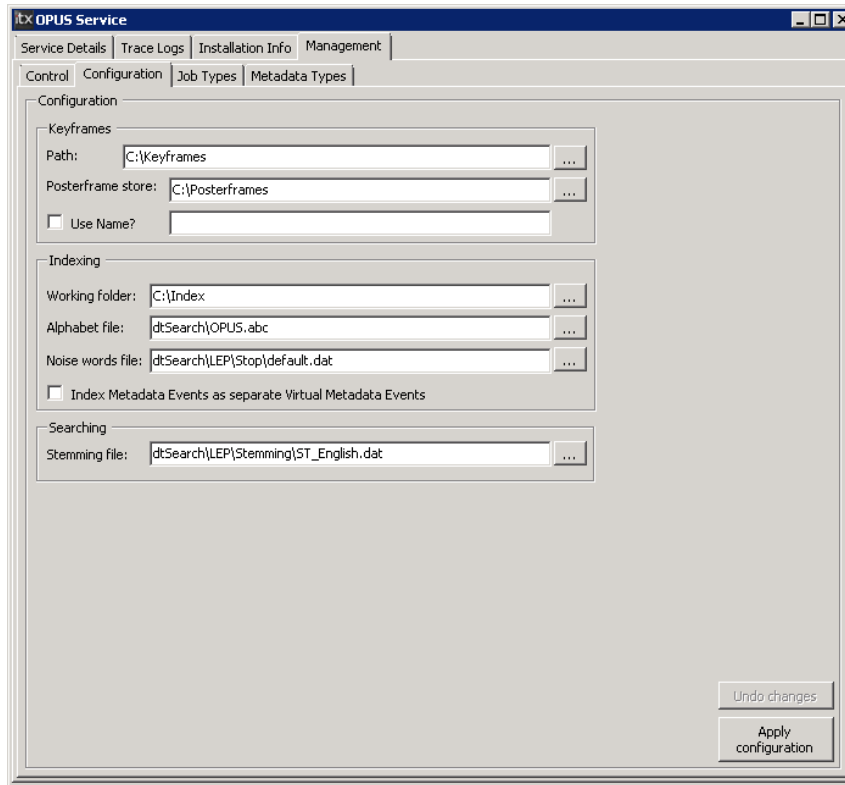 itx OPUS Service
Service Details Trace Logs Installation Info Management
Control Configuration Job Types Metadata Types
Configuration
Keyframes
Path: C:\Keyframes ...
Posterframe store: C:\Posterframes ...
Use Name?
Indexing
Working folder: C:\Index ...
Alphabet file: dtSearch\OPUS.abc ...
Noise words file: dtSearch\LEP\Stop\default.dat ...
Index Metadata Events as separate Virtual Metadata Events
Searching
Stemming file: dtSearch\LEP\Stemming\ST_English.dat ...
Undo changes
Apply
configuration